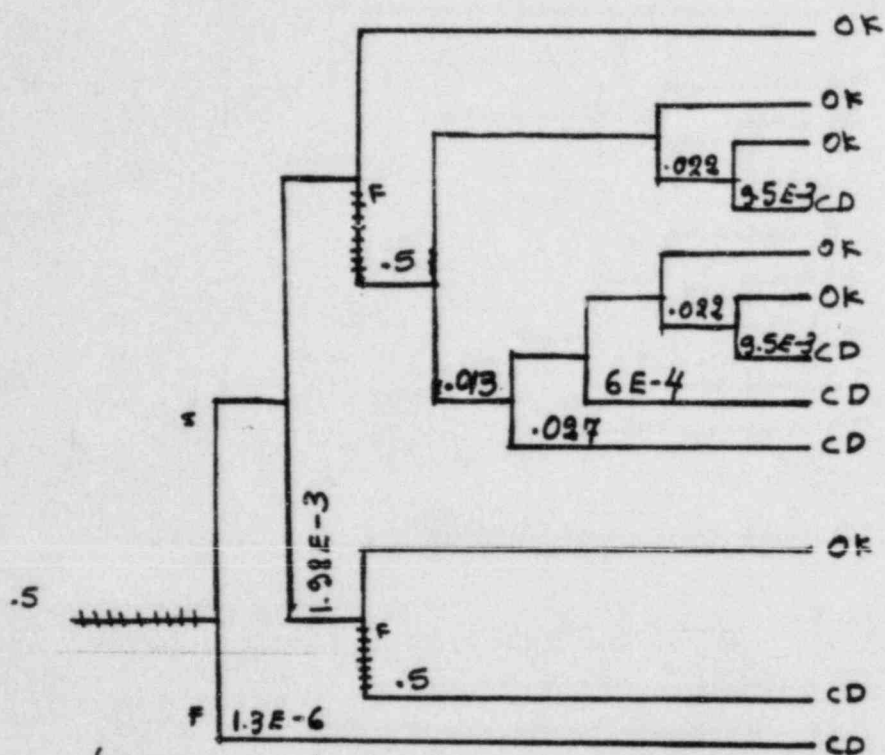 OK
OK
.022 OK
9.5E-3 CD
F
.5 OK
.022 OK
9.5E-3 CD
.013 6E-4 CD
S .027 CD
1.98E-3
OK
.5
F
.5 CD
F 1.3E-6 CD